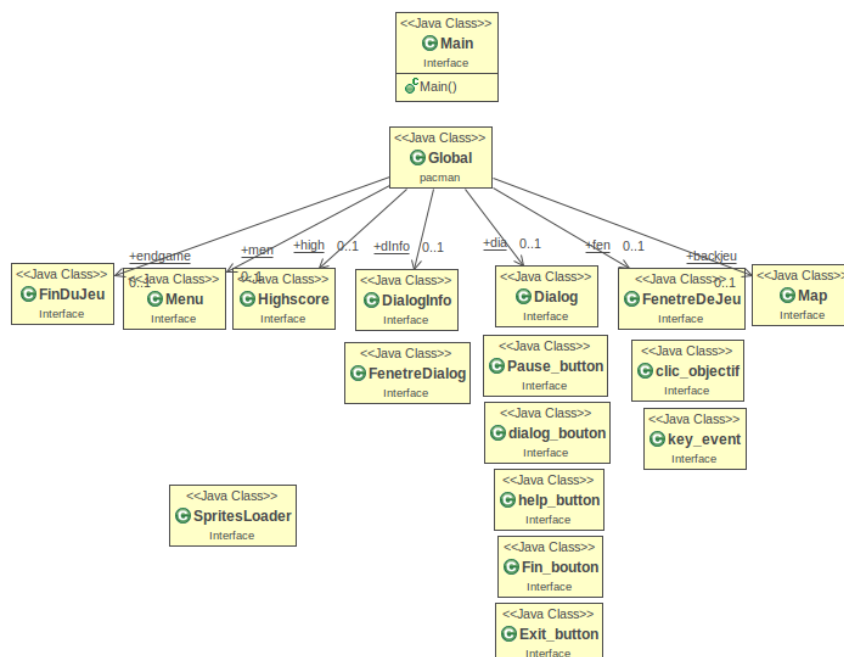 <<Java Class>>
C Main
Interface
C Main()
<<Java Class>>
C Global
pacman
+endgame
0..1
+men
0..1
+high
0..1
+dInfo
0..1
+dia
0..1
+fen
0..1
+backjeu
0..1
<<Java Class>>
C FinDuJeu
Interface
<<Java Class>>
C Menu
Interface
<<Java Class>>
C Highscore
Interface
<<Java Class>>
C DialogInfo
Interface
<<Java Class>>
C Dialog
Interface
<<Java Class>>
C FenetreDeJeu
Interface
<<Java Class>>
C Map
Interface
<<Java Class>>
C FenetreDialog
Interface
<<Java Class>>
C Pause_button
Interface
<<Java Class>>
C clic_objectif
Interface
<<Java Class>>
C dialog_bouton
Interface
<<Java Class>>
C key_event
Interface
<<Java Class>>
C SpritesLoader
Interface
<<Java Class>>
C help_button
Interface
<<Java Class>>
C Fin_bouton
Interface
<<Java Class>>
C Exit_button
Interface